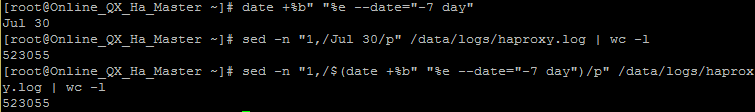 [root@Online_QX_Ha_Master ~]# date +%b" "%e --date="-7 day"
Jul 30
[root@Online_QX_Ha_Master ~]# sed -n "1,/Jul 30/p" /data/logs/haproxy.log | wc -l
523055
[root@Online_QX_Ha_Master ~]# sed -n "1,/$(date +%b" "%e --date="-7 day")/p" /data/logs/haprox
y.log | wc -l
523055